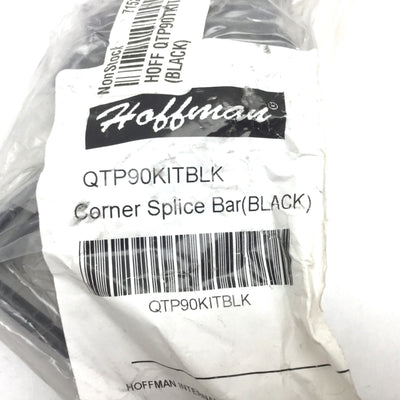 NonStock
HOFF QTP90KIT
(BLACK)
Hoffman®
QTP90KITBLK
Corner Splice Bar(BLACK)
QTP90KITBLK
HOFFMAN